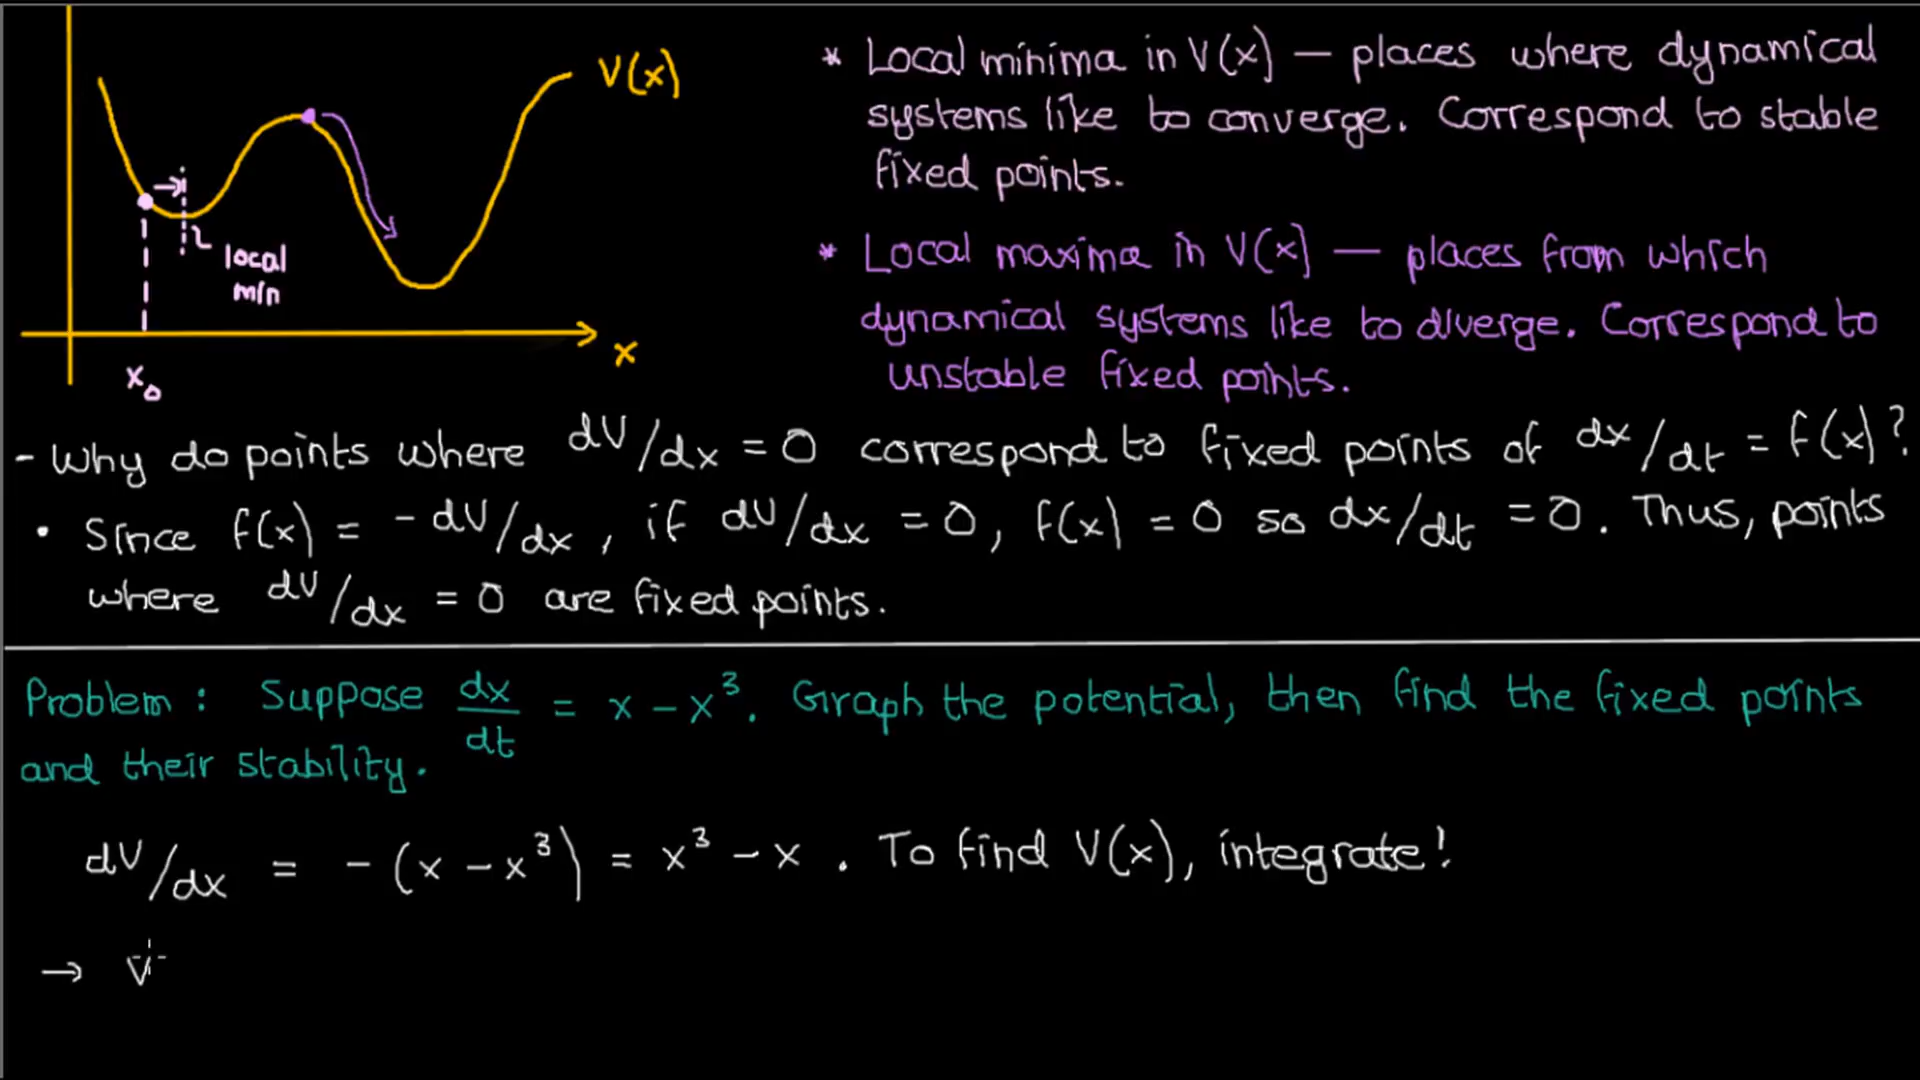 V(x)
local
min
x
x₀
* Local minima in V(x) — places where dynamical
systems like to converge. Correspond to stable
fixed points.
* Local maxima in V(x) — places from which
dynamical systems like to diverge. Correspond to
unstable fixed points.
- Why do points where dV/dx = 0 correspond to fixed points of dx/dt = f(x)?
• Since f(x) = - dV/dx, if dV/dx = 0, f(x) = 0 so dx/dt = 0. Thus, points
where dV/dx = 0 are fixed points.
Problem: Suppose dx/dt = x - x³. Graph the potential, then find the fixed points
and their stability.
dV/dx = - (x - x³) = x³ - x. To find V(x), integrate!
→ V